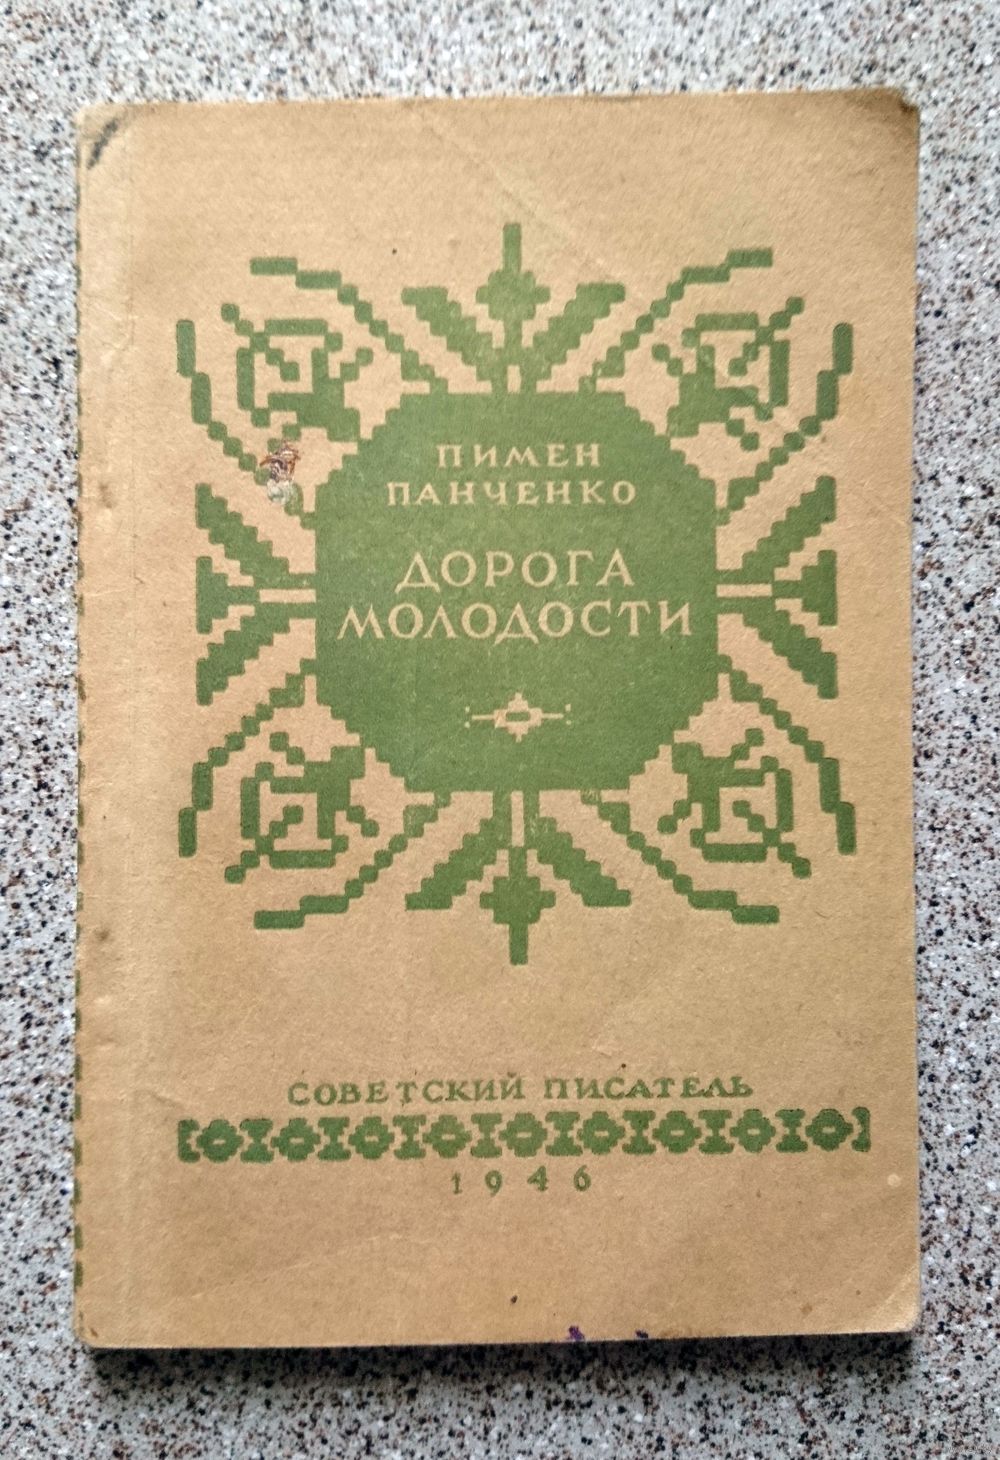 ПИМЕН
ПАНЧЕНКО
ДОРОГА
МОЛОДОСТИ
СОВЕТСКИЙ ПИСАТЕЛЬ
1946